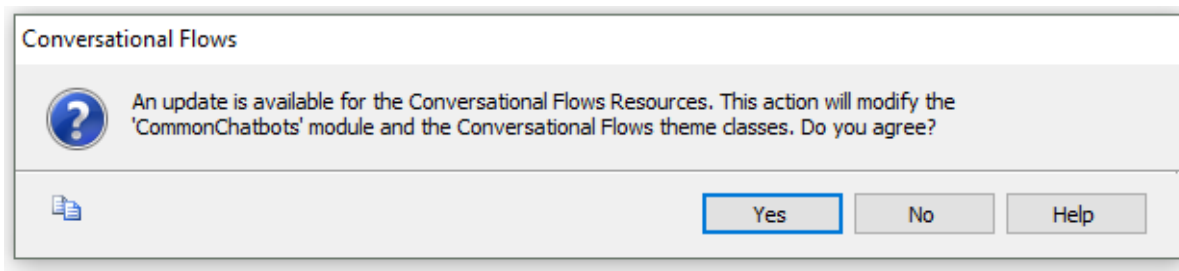 Conversational Flows
An update is available for the Conversational Flows Resources. This action will modify the
'CommonChatbots' module and the Conversational Flows theme classes. Do you agree?
Yes No Help